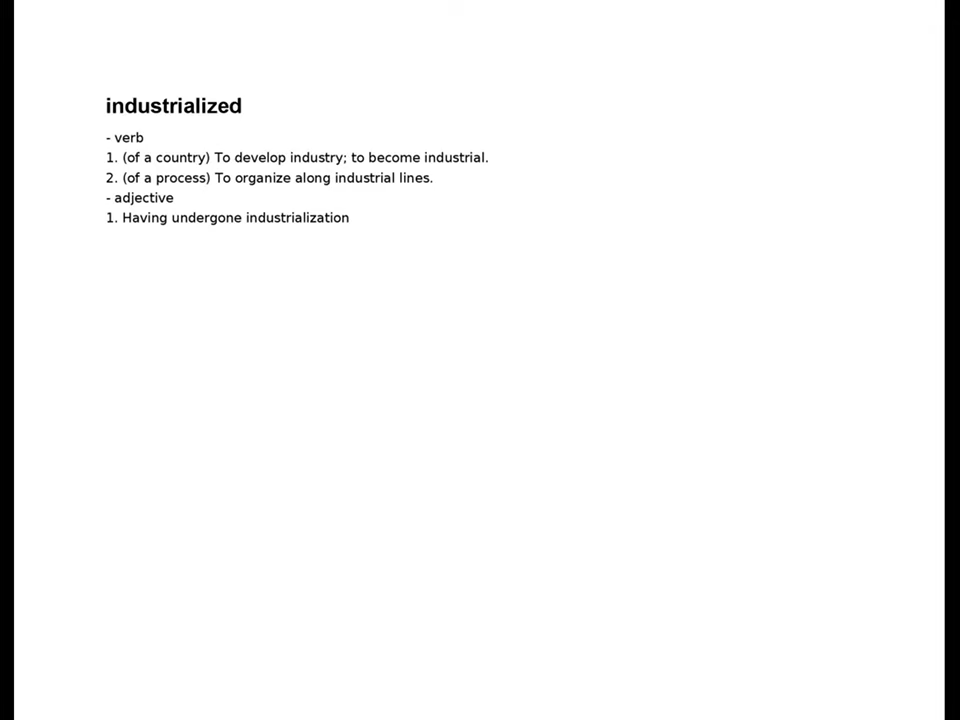 industrialized
- verb
1. (of a country) To develop industry; to become industrial.
2. (of a process) To organize along industrial lines.
- adjective
1. Having undergone industrialization